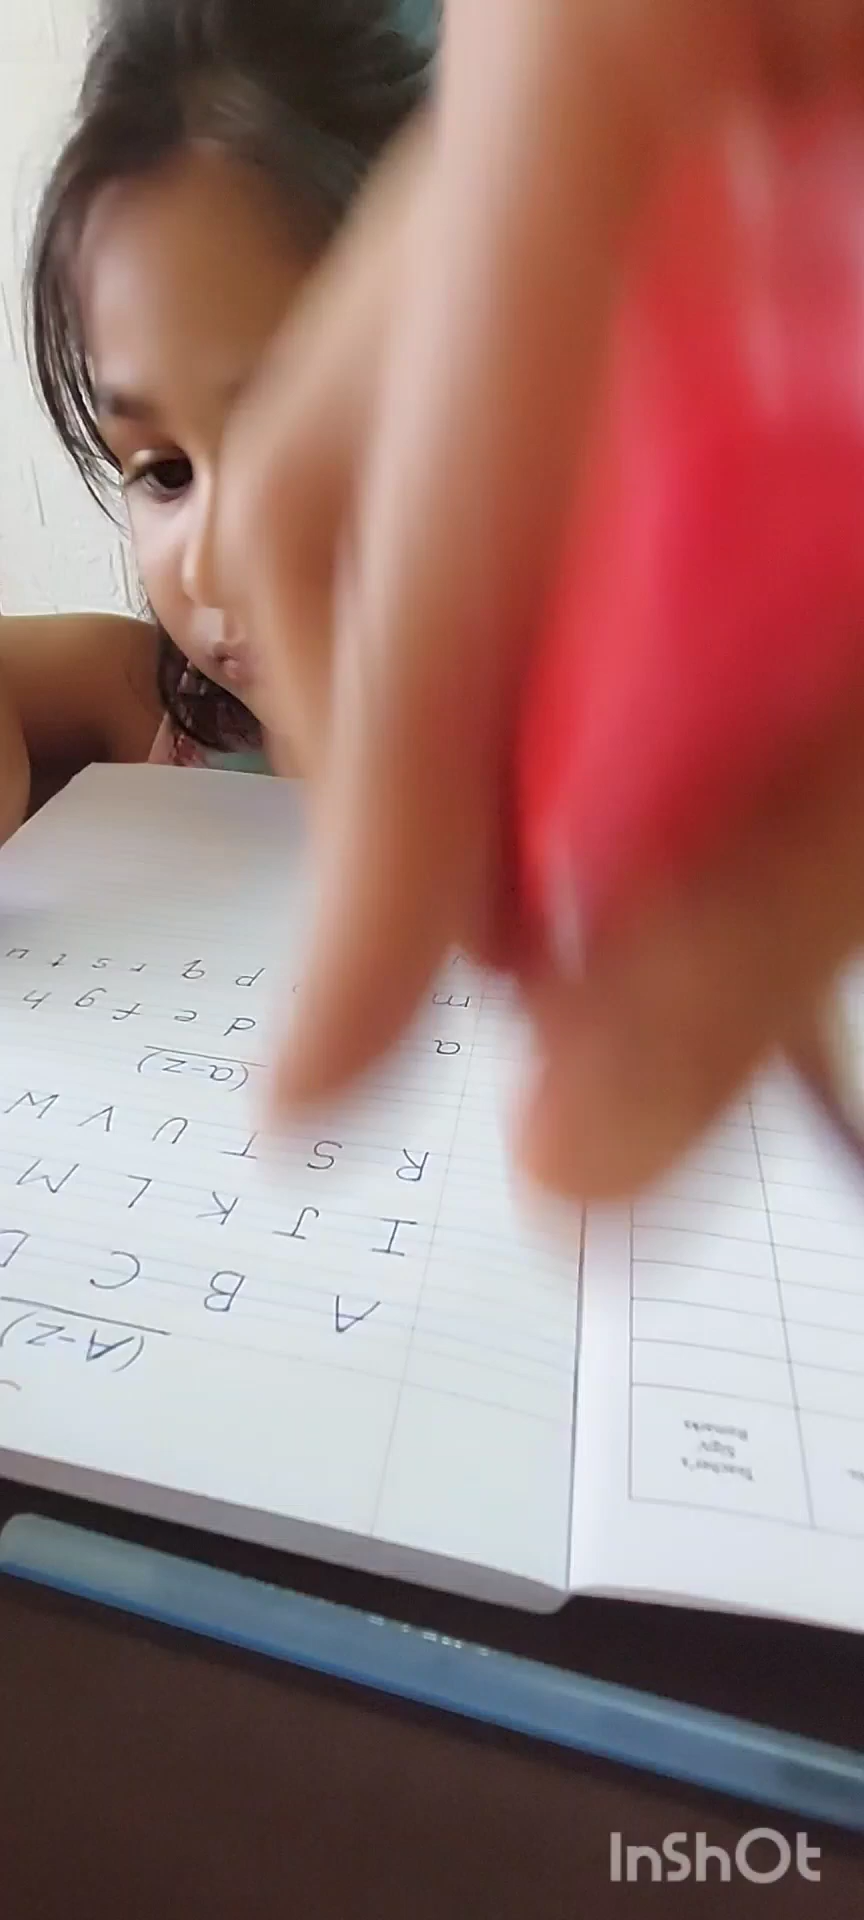 (A-Z)
A B C D
I J K L M
R S T U V W
(a-z)
a d e f g h
m p q r s t u
Teacher's
Sign/
Remarks
InShOt